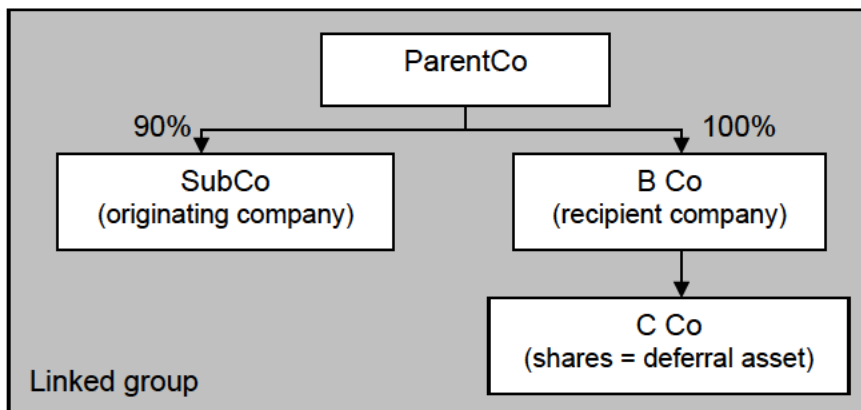 ParentCo
90%
100%
SubCo
(originating company)
B Co
(recipient company)
C Co
(shares = deferral asset)
Linked group